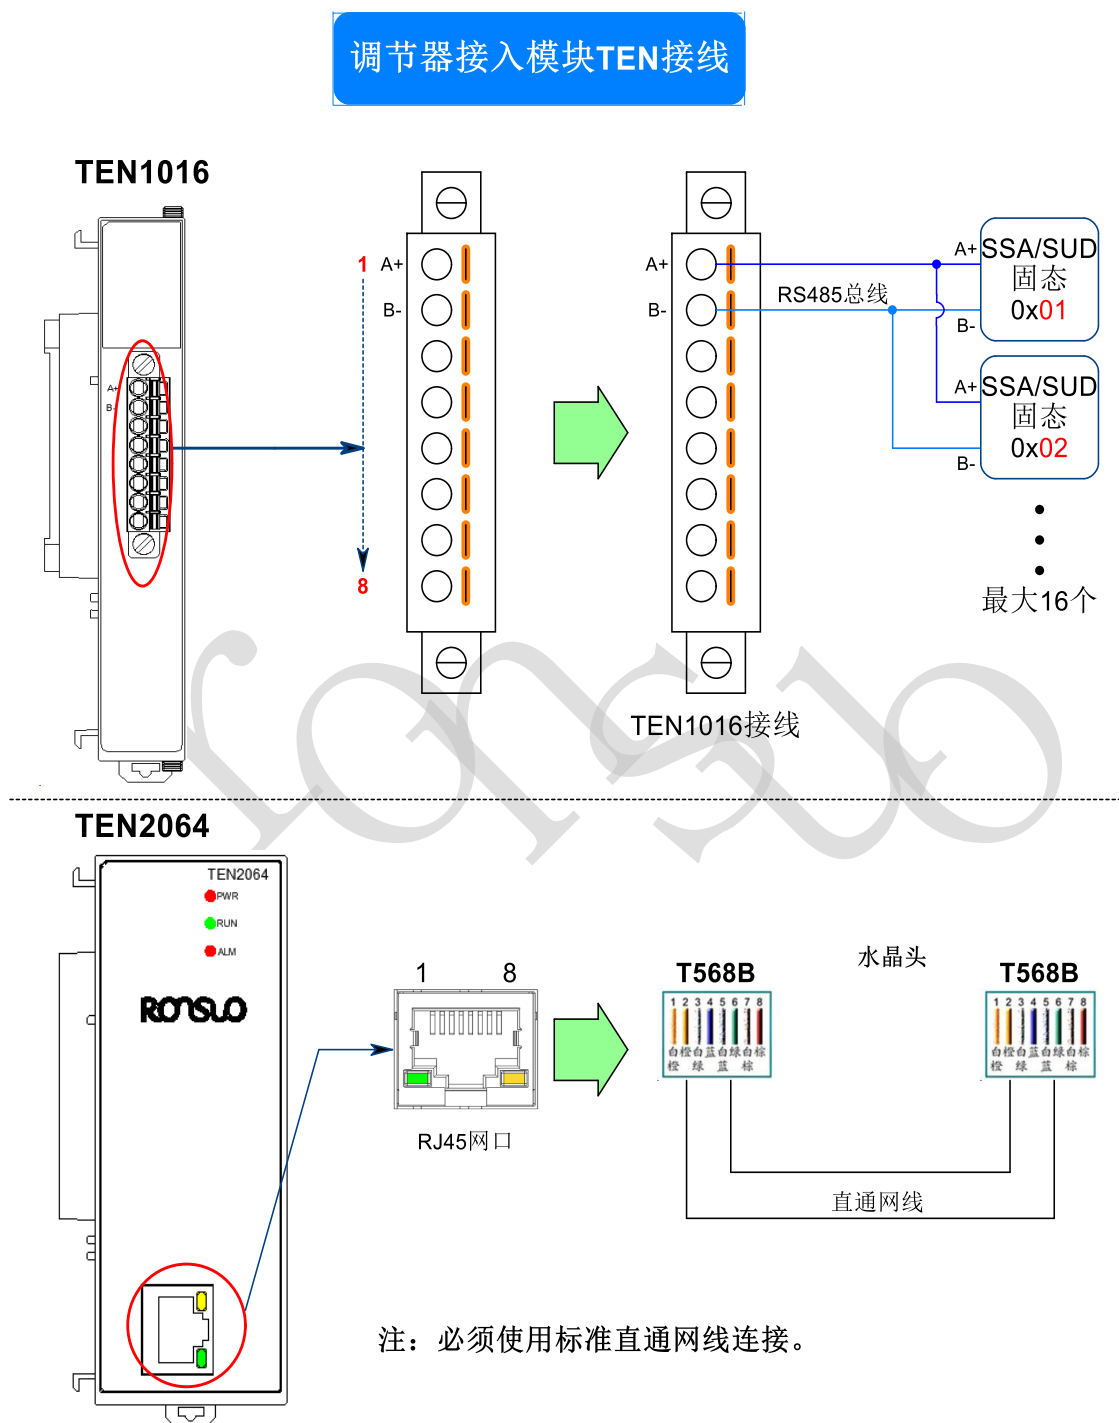 调节器接入模块TEN接线
TEN1016
A+
B-
1
8
A+
B-
A+
B-
RS485总线
A+
B-
SSA/SUD
固态
0x01
A+
B-
SSA/SUD
固态
0x02
最大16个
TEN1016接线
ronsuo
TEN2064
TEN2064
PWR
RUN
ALM
RONSUO
1 8
RJ45网口
水晶头
T568B
1 2 3 4 5 6 7 8
白 橙 白 蓝 白 绿 白 棕
橙 绿 蓝 棕
T568B
1 2 3 4 5 6 7 8
白 橙 白 蓝 白 绿 白 棕
橙 绿 蓝 棕
直通网线
注：必须使用标准直通网线连接。